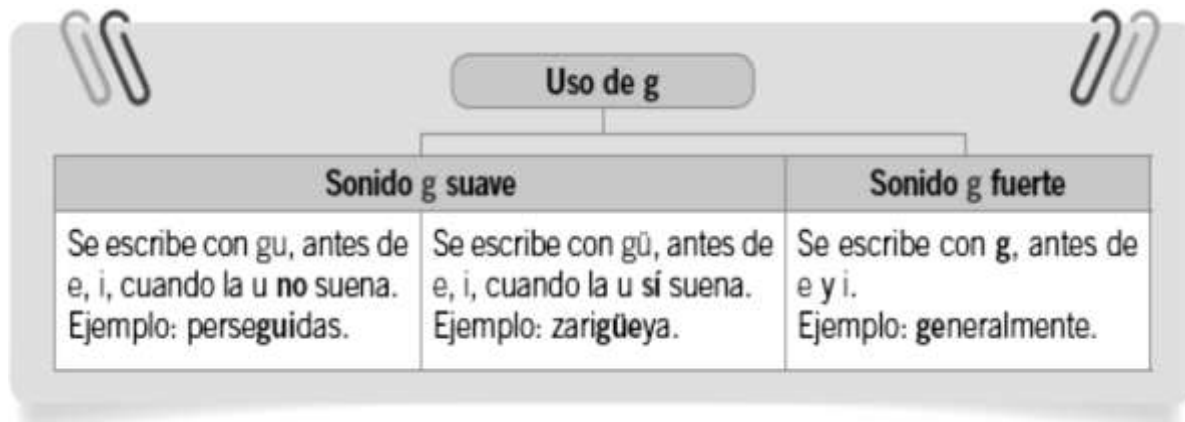 Uso de g
Sonido g suave
Sonido g fuerte
Se escribe con gu, antes de
e, i, cuando la u no suena.
Ejemplo: perseguidas.
Se escribe con gü, antes de
e, i, cuando la u sí suena.
Ejemplo: zarigüeya.
Se escribe con g, antes de
e y i.
Ejemplo: generalmente.